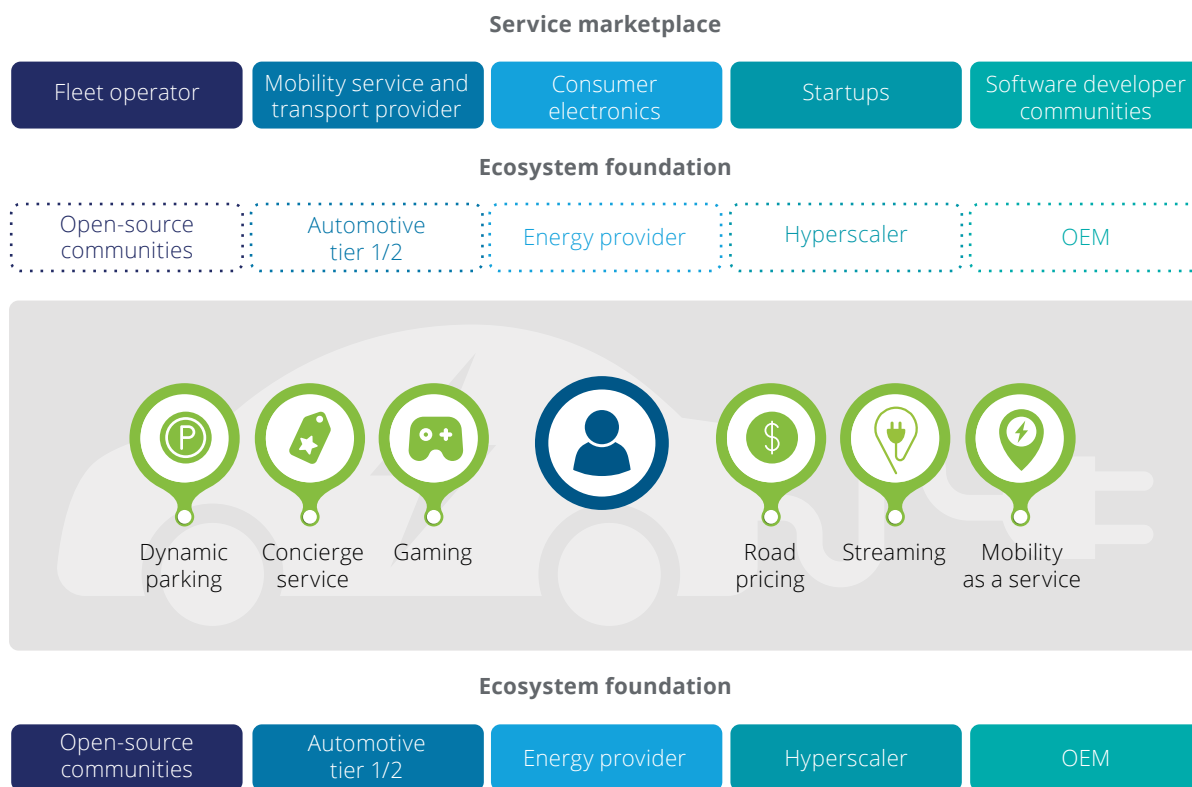 Service marketplace
Fleet operator
Mobility service and
transport provider
Consumer
electronics
Startups
Software developer
communities
Ecosystem foundation
Open-source
communities
Automotive
tier 1/2
Energy provider
Hyperscaler
OEM
P
$
Dynamic
parking
Concierge
service
Gaming
Road
pricing
Streaming
Mobility
as a service
Ecosystem foundation
Open-source
communities
Automotive
tier 1/2
Energy provider
Hyperscaler
OEM